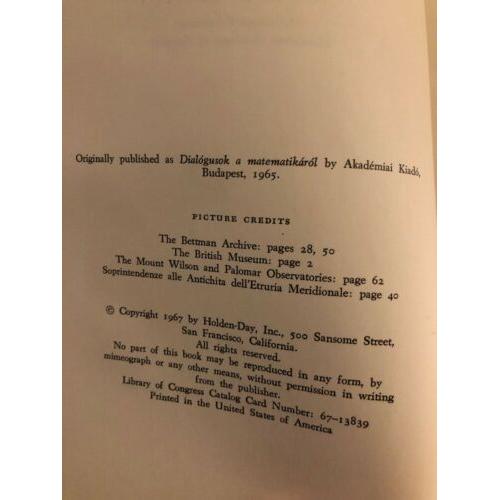 Originally published as Dialógusok a matematikáról by Akadémiai Kiadó,
Budapest, 1965.
PICTURE CREDITS
The Bettman Archive: pages 28, 50
The British Museum: page 2
The Mount Wilson and Palomar Observatories: page 62
Soprintendenze alle Antichita dell'Etruria Meridionale: page 40
© Copyright 1967 by Holden-Day, Inc., 500 Sansome Street,
San Francisco, California.
All rights reserved.
No part of this book may be reproduced in any form, by
mimeograph or any other means, without permission in writing
from the publisher.
Library of Congress Catalog Card Number: 67-13839
Printed in the United States of America